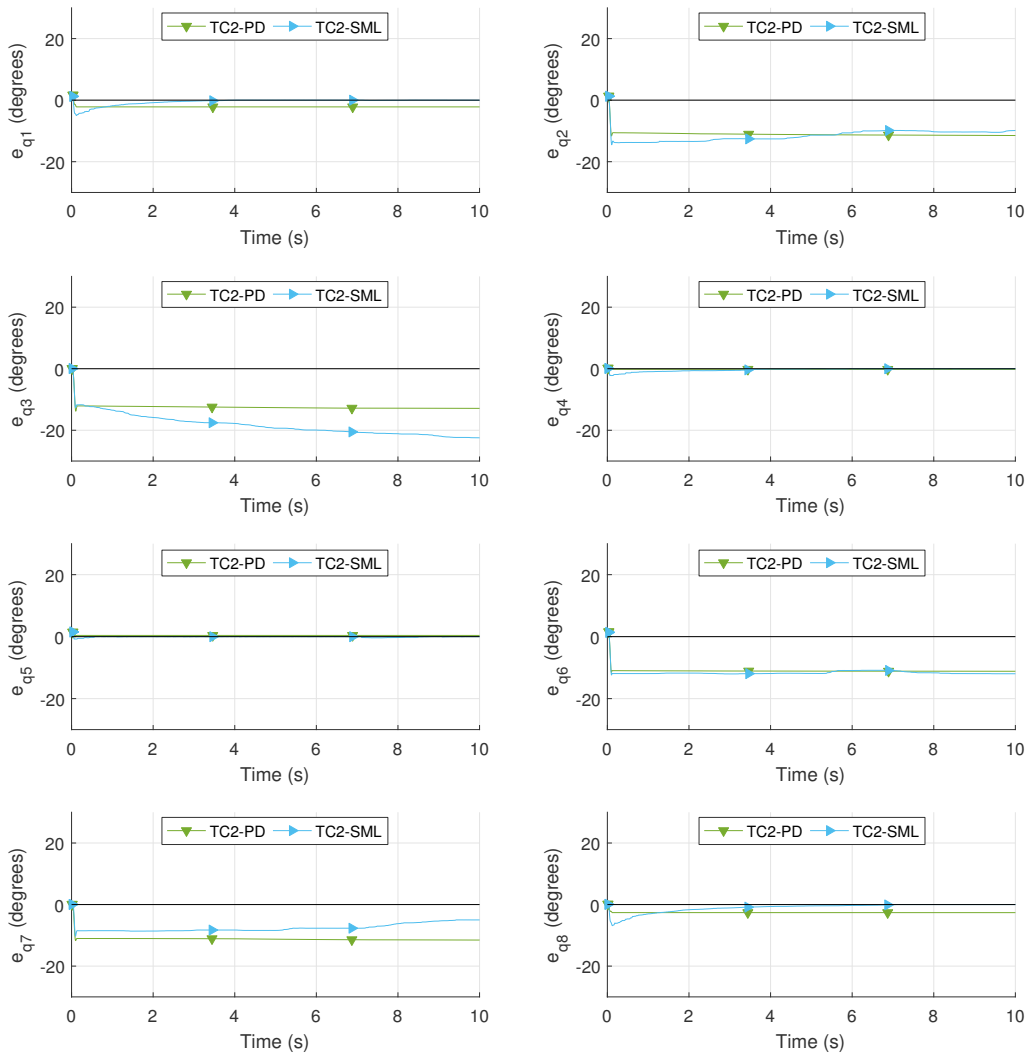 TC2-PD TC2-SML
20
0
-20
e_q1 (degrees)
0 2 4 6 8 10
Time (s)
TC2-PD TC2-SML
20
0
-20
e_q2 (degrees)
0 2 4 6 8 10
Time (s)
TC2-PD TC2-SML
20
0
-20
e_q3 (degrees)
0 2 4 6 8 10
Time (s)
TC2-PD TC2-SML
20
0
-20
e_q4 (degrees)
0 2 4 6 8 10
Time (s)
TC2-PD TC2-SML
20
0
-20
e_q5 (degrees)
0 2 4 6 8 10
Time (s)
TC2-PD TC2-SML
20
0
-20
e_q6 (degrees)
0 2 4 6 8 10
Time (s)
TC2-PD TC2-SML
20
0
-20
e_q7 (degrees)
0 2 4 6 8 10
Time (s)
TC2-PD TC2-SML
20
0
-20
e_q8 (degrees)
0 2 4 6 8 10
Time (s)